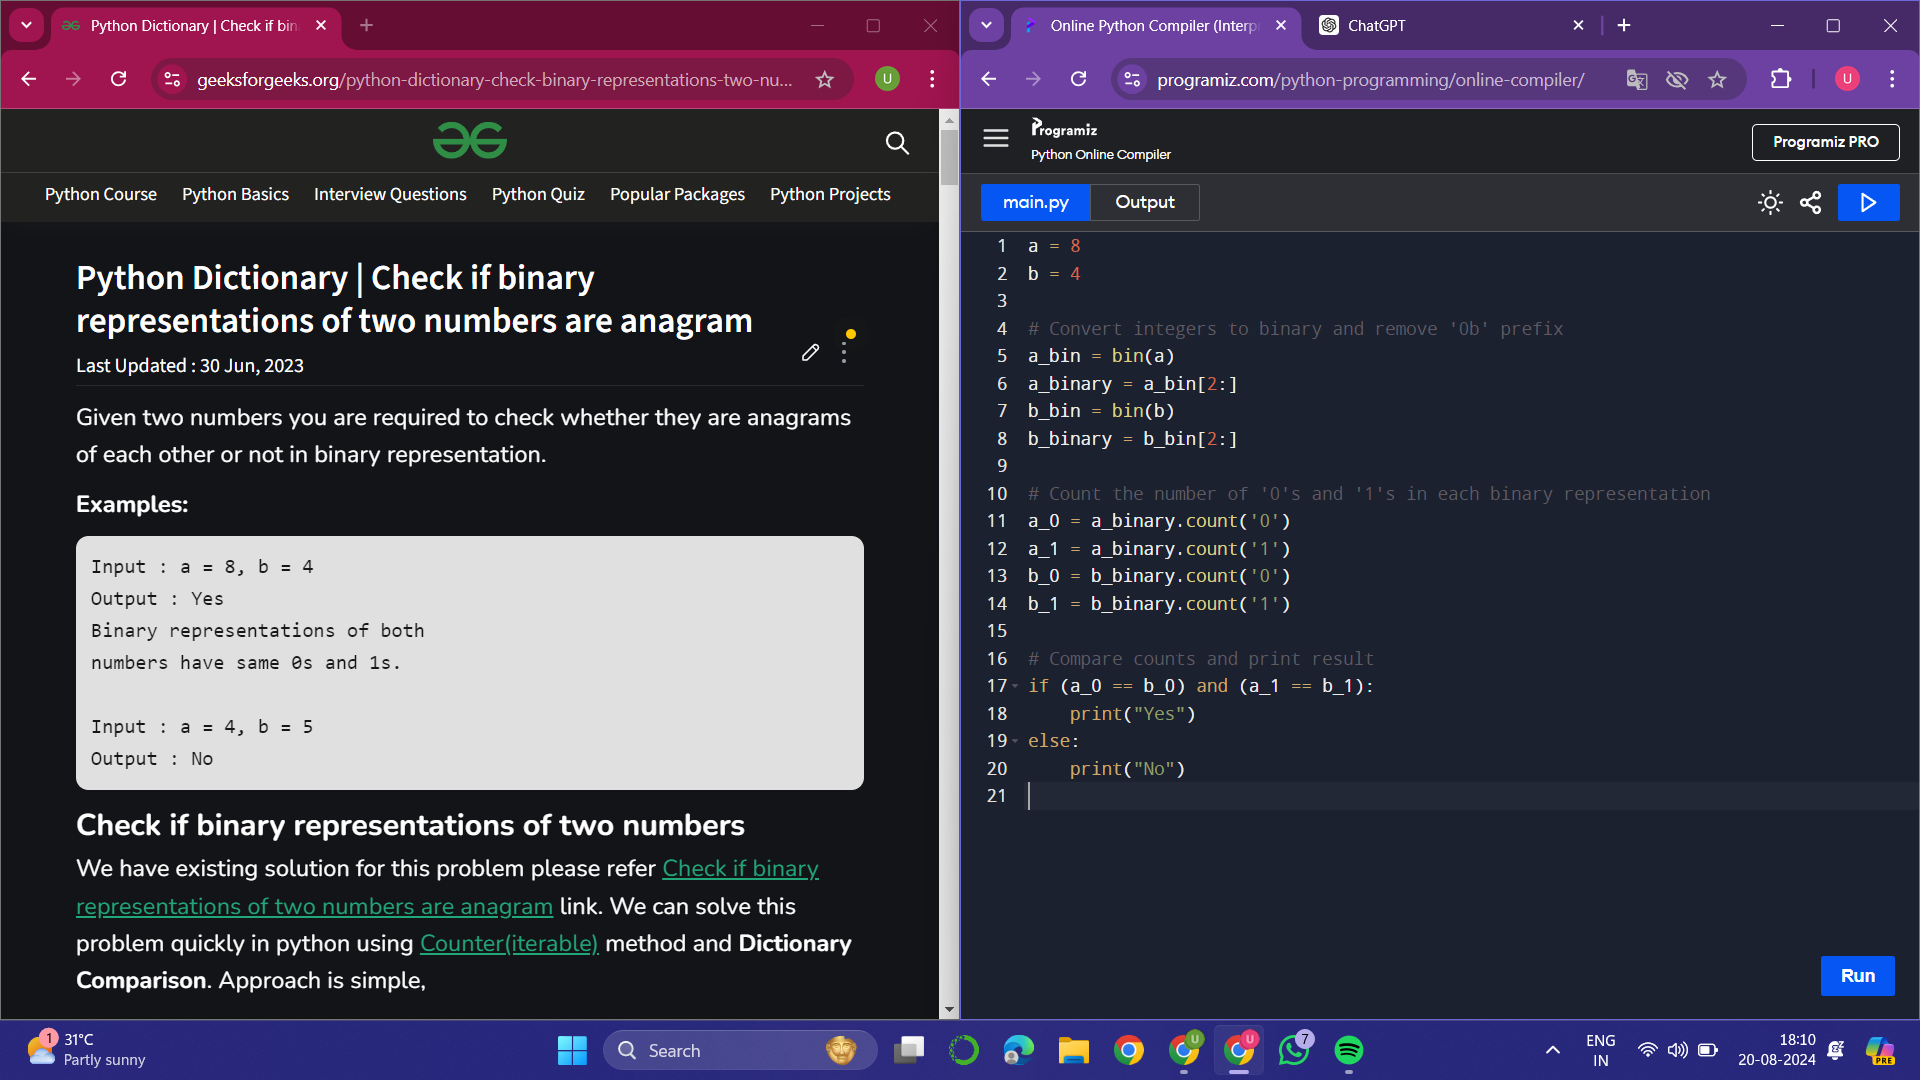 Python Dictionary | Check if bin
geeksforgeeks.org/python-dictionary-check-binary-representations-two-nu...
U
Python Course Python Basics Interview Questions Python Quiz Popular Packages Python Projects
Python Dictionary | Check if binary
representations of two numbers are anagram
Last Updated : 30 Jun, 2023
Given two numbers you are required to check whether they are anagrams
of each other or not in binary representation.
Examples:
Input : a = 8, b = 4
Output : Yes
Binary representations of both
numbers have same 0s and 1s.
Input : a = 4, b = 5
Output : No
Check if binary representations of two numbers
We have existing solution for this problem please refer Check if binary
representations of two numbers are anagram link. We can solve this
problem quickly in python using Counter(iterable) method and Dictionary
Comparison. Approach is simple,
Online Python Compiler (Interp
ChatGPT
programiz.com/python-programming/online-compiler/
U
Programiz
Python Online Compiler
Programiz PRO
main.py
Output
1 a = 8
2 b = 4
3
4 # Convert integers to binary and remove '0b' prefix
5 a_bin = bin(a)
6 a_binary = a_bin[2:]
7 b_bin = bin(b)
8 b_binary = b_bin[2:]
9
10 # Count the number of '0's and '1's in each binary representation
11 a_0 = a_binary.count('0')
12 a_1 = a_binary.count('1')
13 b_0 = b_binary.count('0')
14 b_1 = b_binary.count('1')
15
16 # Compare counts and print result
17 if (a_0 == b_0) and (a_1 == b_1):
18 print("Yes")
19 else:
20 print("No")
21
Run
1
31°C
Partly sunny
Search
U
U
7
ENG
IN
18:10
20-08-2024
PRE